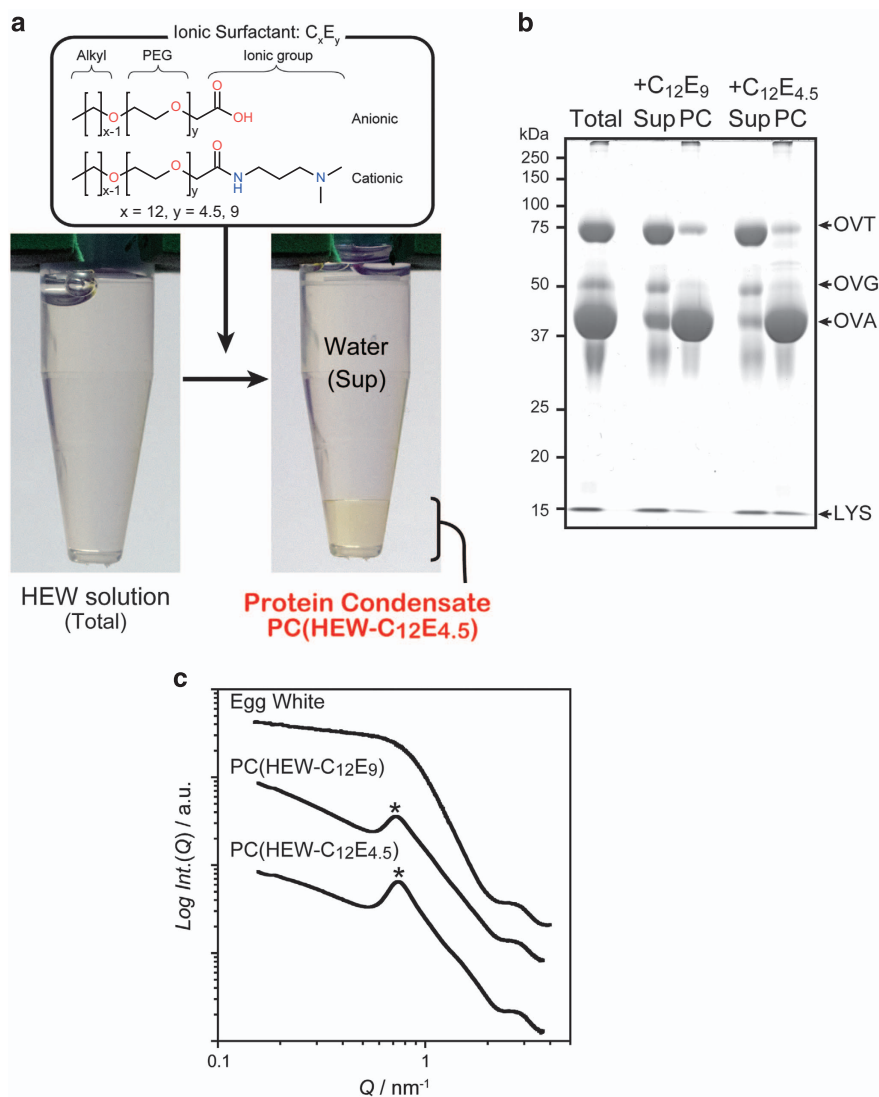 a
Ionic Surfactant: CxEy
Alkyl PEG Ionic group
O O O OH
x-1 y
Anionic
O O O N H N
x-1 y
Cationic
x = 12, y = 4.5, 9
Water
(Sup)
HEW solution
(Total)
Protein Condensate
PC(HEW-C12E4.5)
b
+C12E9 +C12E4.5
Total Sup PC Sup PC
kDa
250
150
100
75
50
37
25
20
15
OVT
OVG
OVA
LYS
c
Egg White
PC(HEW-C12E9)
*
PC(HEW-C12E4.5)
*
Log Int.(Q) / a.u.
0.1 1
Q / nm-1